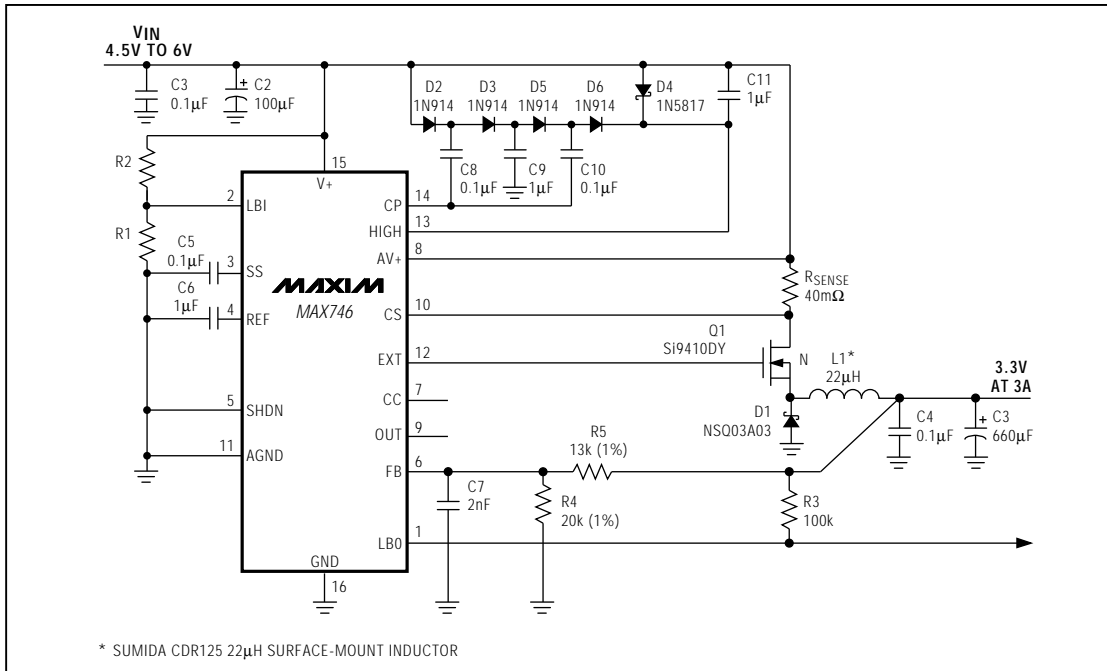 VIN
4.5V TO 6V
C3
0.1µF
+
C2
100µF
D2
1N914
D3
1N914
D5
1N914
D6
1N914
D4
1N5817
C11
1µF
R2
15
V+
C8
0.1µF
C9
1µF
C10
0.1µF
2
LBI
CP
14
HIGH
13
R1
AV+
8
C5
0.1µF
3
SS
MAXIM
MAX746
RSENSE
40mΩ
C6
1µF
4
REF
CS
10
Q1
Si9410DY
N
EXT
12
L1*
22µH
3.3V
AT 3A
CC
7
5
SHDN
D1
NSQ03A03
C4
0.1µF
+
C3
660µF
OUT
9
R5
13k (1%)
11
AGND
FB
6
C7
2nF
R4
20k (1%)
R3
100k
LB0
1
GND
16
* SUMIDA CDR125 22µH SURFACE-MOUNT INDUCTOR